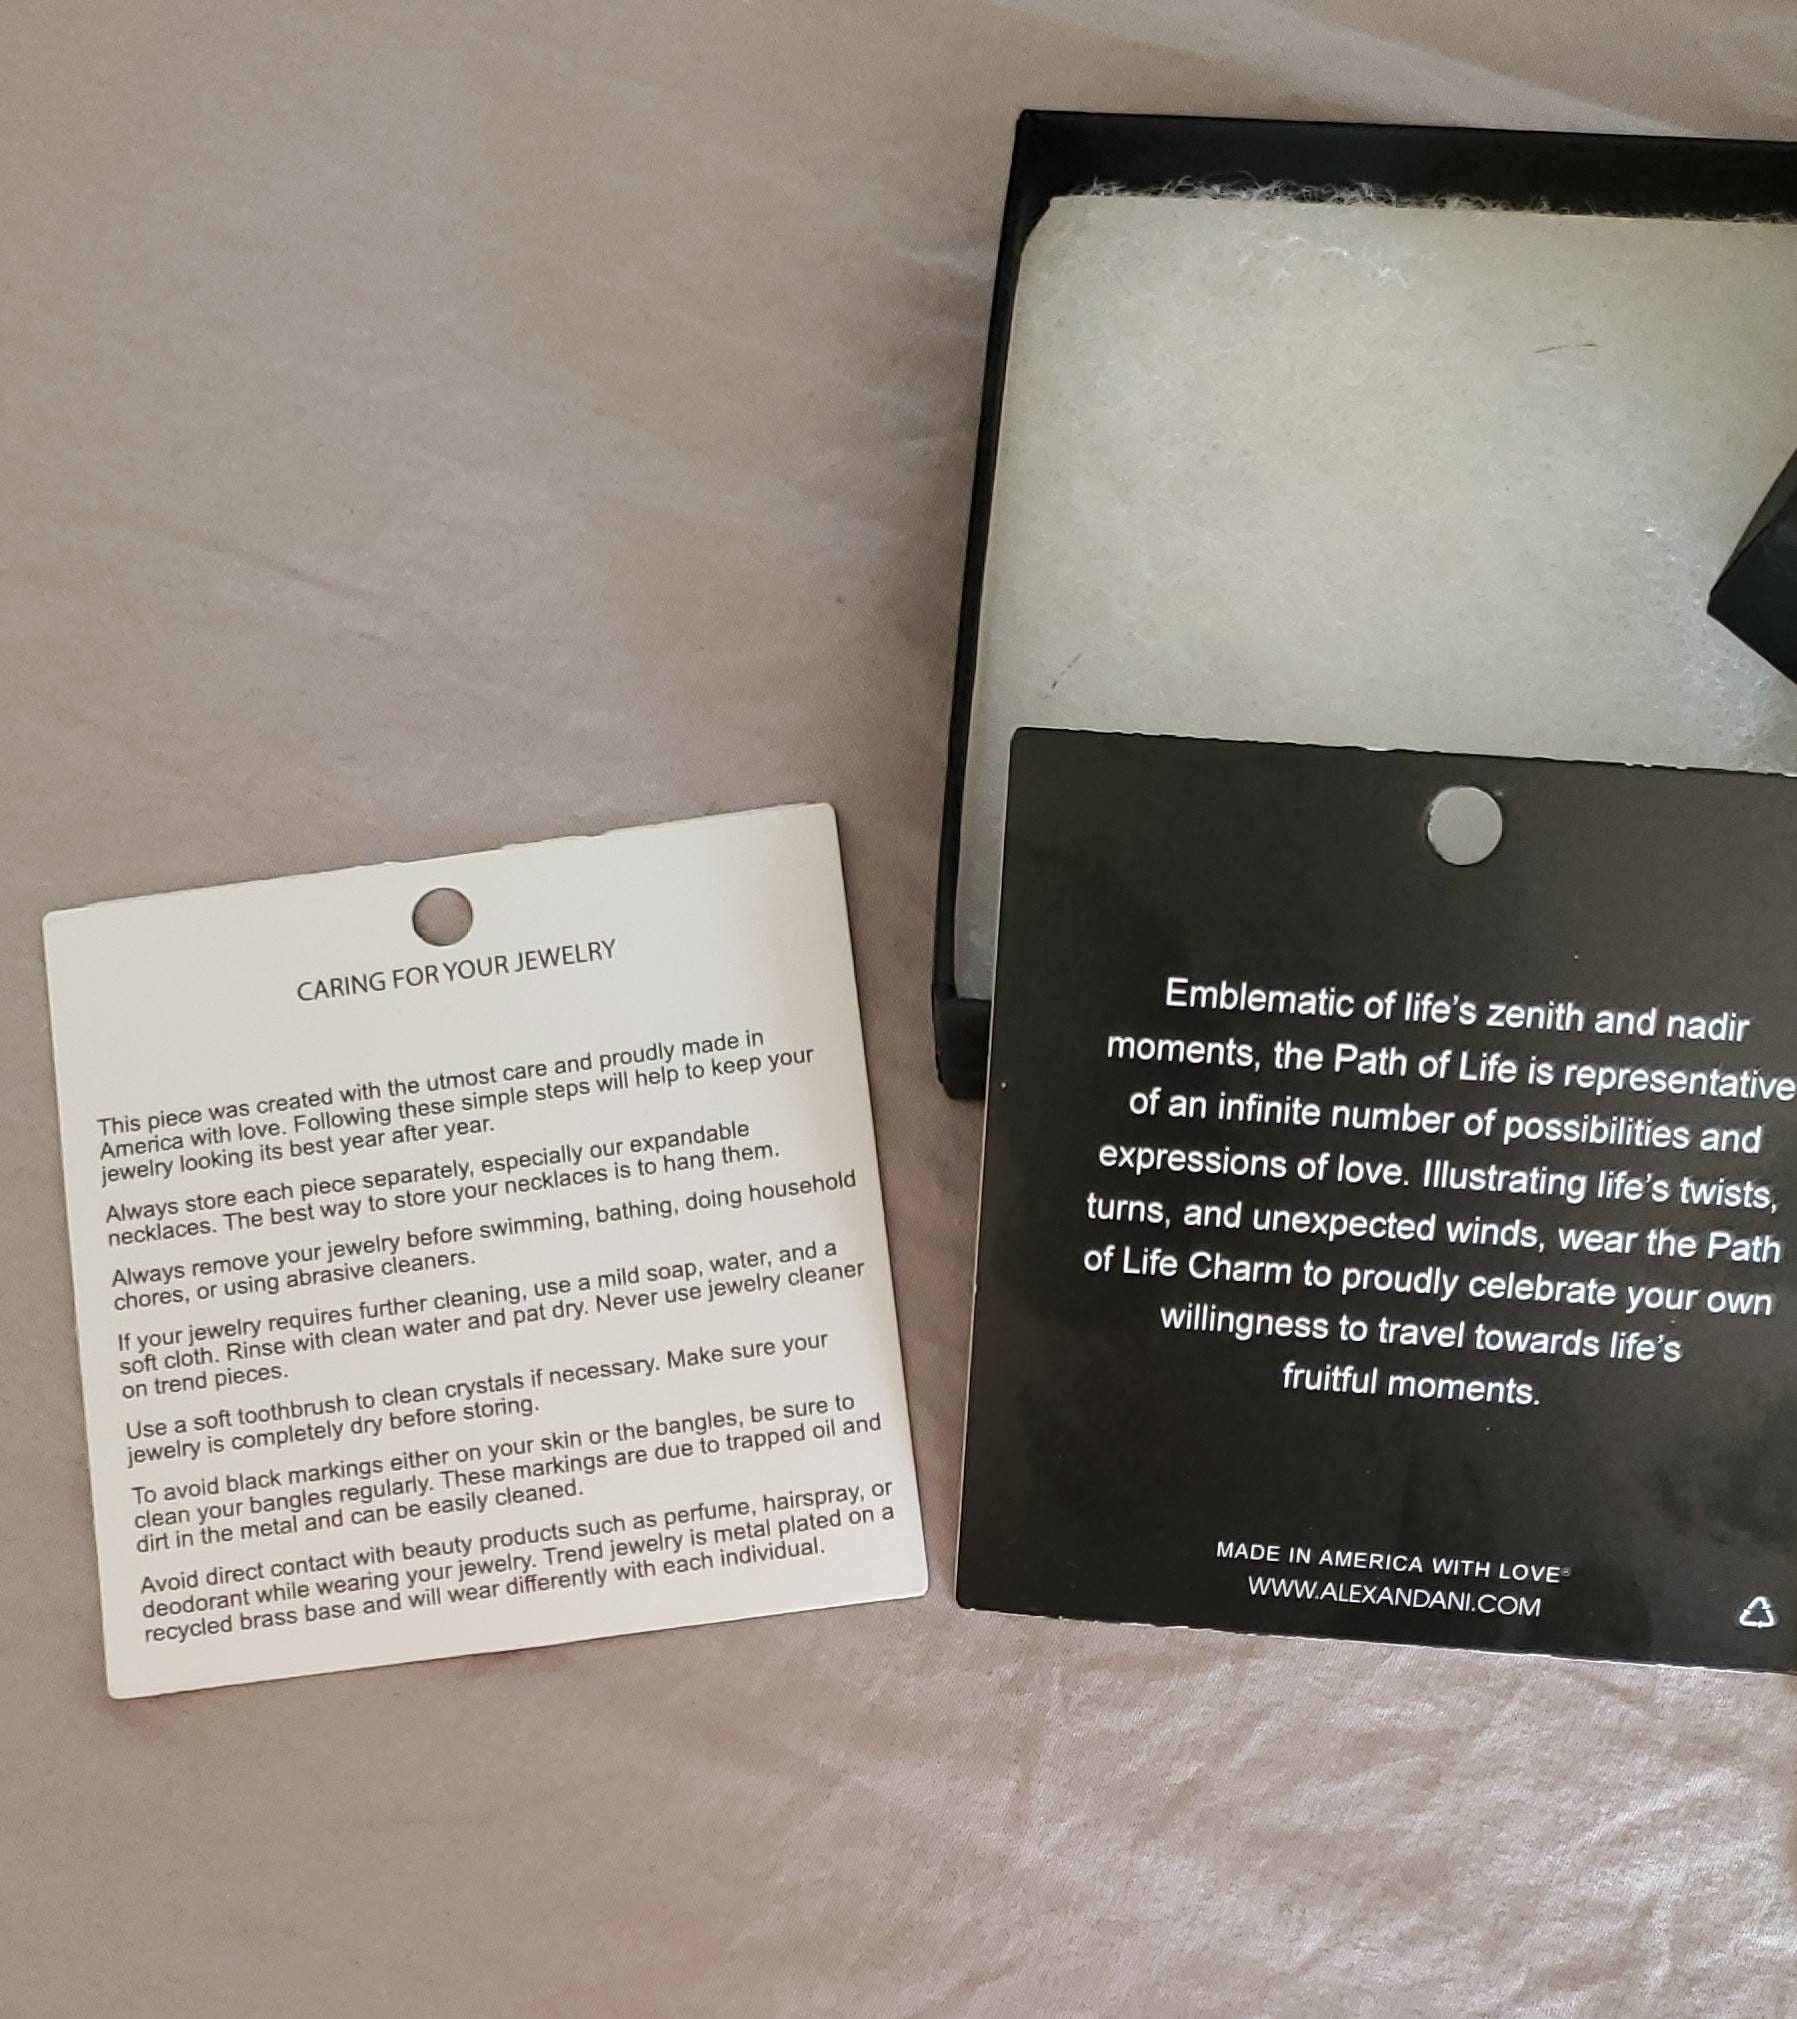 CARING FOR YOUR JEWELRY
This piece was created with the utmost care and proudly made in
America with love. Following these simple steps will help to keep your
jewelry looking its best year after year.
Always store each piece separately, especially our expandable
necklaces. The best way to store your necklaces is to hang them.
Always remove your jewelry before swimming, bathing, doing household
chores, or using abrasive cleaners.
If your jewelry requires further cleaning, use a mild soap, water, and a
soft cloth. Rinse with clean water and pat dry. Never use jewelry cleaner
on trend pieces.
Use a soft toothbrush to clean crystals if necessary. Make sure your
jewelry is completely dry before storing.
To avoid black markings either on your skin or the bangles, be sure to
clean your bangles regularly. These markings are due to trapped oil and
dirt in the metal and can be easily cleaned.
Avoid direct contact with beauty products such as perfume, hairspray, or
deodorant while wearing your jewelry. Trend jewelry is metal plated on a
recycled brass base and will wear differently with each individual.
Emblematic of life's zenith and nadir
moments, the Path of Life is representative
of an infinite number of possibilities and
expressions of love. Illustrating life's twists,
turns, and unexpected winds, wear the Path
of Life Charm to proudly celebrate your own
willingness to travel towards life's
fruitful moments.
MADE IN AMERICA WITH LOVE®
WWW.ALEXANDANI.COM